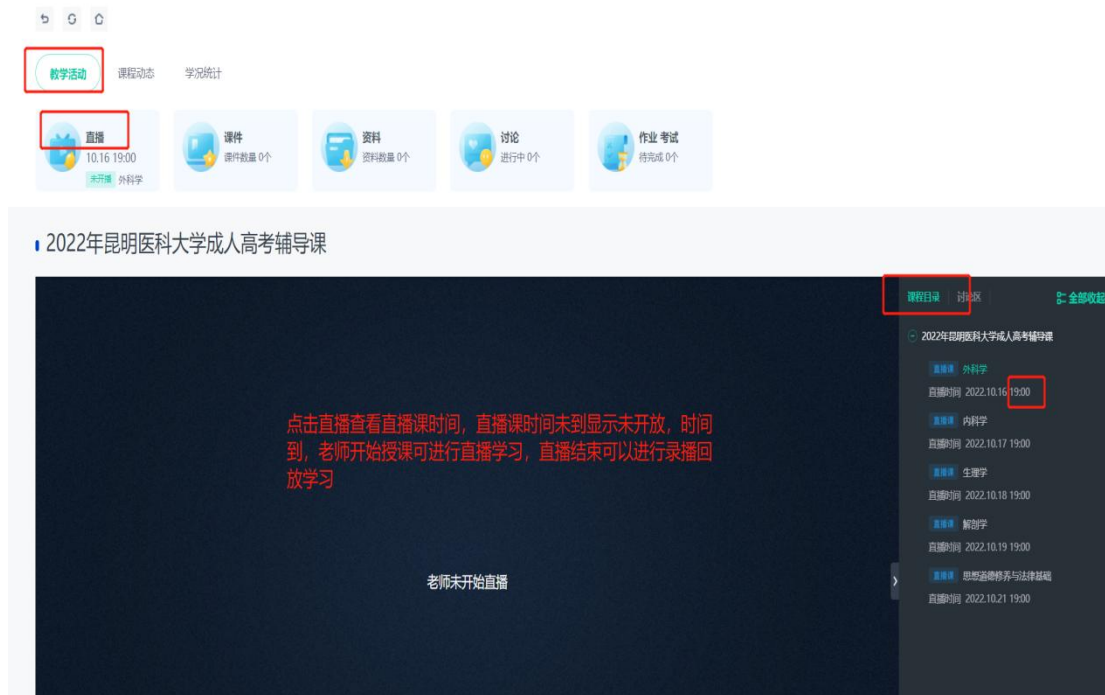 教学活动 课程动态 学况统计
直播
10.16 19:00
未开播 外科学
课件
课件数量 0个
资料
资料数量 0个
讨论
进行中 0个
作业 考试
待完成 0个
2022年昆明医科大学成人高考辅导课
点击直播查看直播课时间，直播课时间未到显示未开放，时间
到，老师开始授课可进行直播学习，直播结束可以进行录播回
放学习
老师未开始直播
课程目录 讨论区 全部收起
2022年昆明医科大学成人高考辅导课
直播课 外科学
直播时间 2022.10.16 19:00
直播课 内科学
直播时间 2022.10.17 19:00
直播课 生理学
直播时间 2022.10.18 19:00
直播课 解剖学
直播时间 2022.10.19 19:00
直播课 思想道德修养与法律基础
直播时间 2022.10.21 19:00